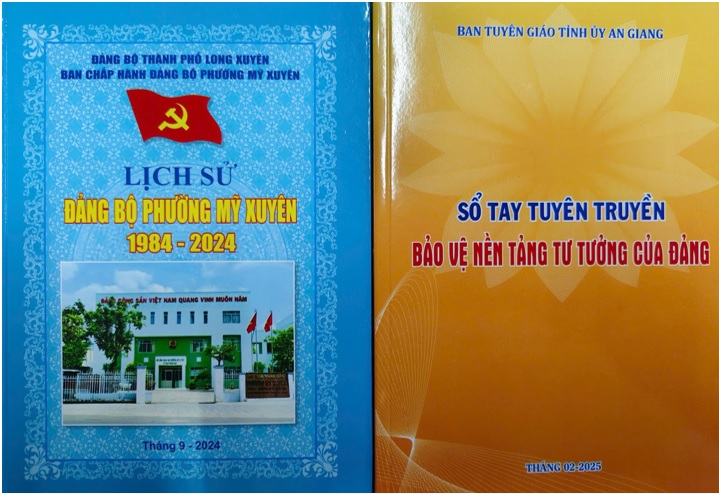 ĐẢNG BỘ THÀNH PHỐ LONG XUYÊN
BAN CHẤP HÀNH ĐẢNG BỘ PHƯỜNG MỸ XUYÊN
LỊCH SỬ
ĐẢNG BỘ PHƯỜNG MỸ XUYÊN
1984 - 2024
ĐẢNG CỘNG SẢN VIỆT NAM QUANG VINH MUÔN NĂM
Tháng 9 - 2024
BAN TUYÊN GIÁO TỈNH ỦY AN GIANG
SỔ TAY TUYÊN TRUYỀN
BẢO VỆ NỀN TẢNG TƯ TƯỞNG CỦA ĐẢNG
THÁNG 02-2025